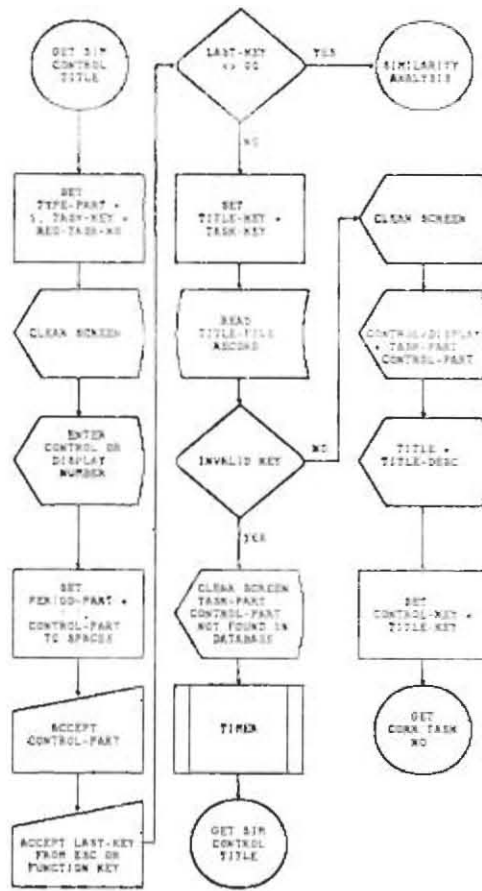 GET SIM
CONTROL
TITLE
SET
TYPE-PART =
TASK-KEY =
REQ-TASK-NO
CLEAR SCREEN
ENTER
CONTROL OR
DISPLAY
NUMBER
SET
PERIOD-PART =
CONTROL-PART
TO SPACES
ACCEPT
CONTROL-PART
ACCEPT LAST-KEY
FROM ESC OR
FUNCTION KEY
LAST-KEY
<> 00
YES
NO
SET
TITLE-KEY =
TASK-KEY
READ
TITLE-FILE
RECORD
INVALID KEY
NO
YES
CLEAR SCREEN
TASK-PART
CONTROL-PART
NOT FOUND IN
DATABASE
TIMER
GET SIM
CONTROL
TITLE
SIMILARITY
ANALYSIS
CLEAR SCREEN
CONTROL/DISPLAY
= TASK-PART
CONTROL-PART
TITLE =
TITLE-DESC
SET
CONTROL-KEY =
TITLE-KEY
GET
CORR TASK
NO